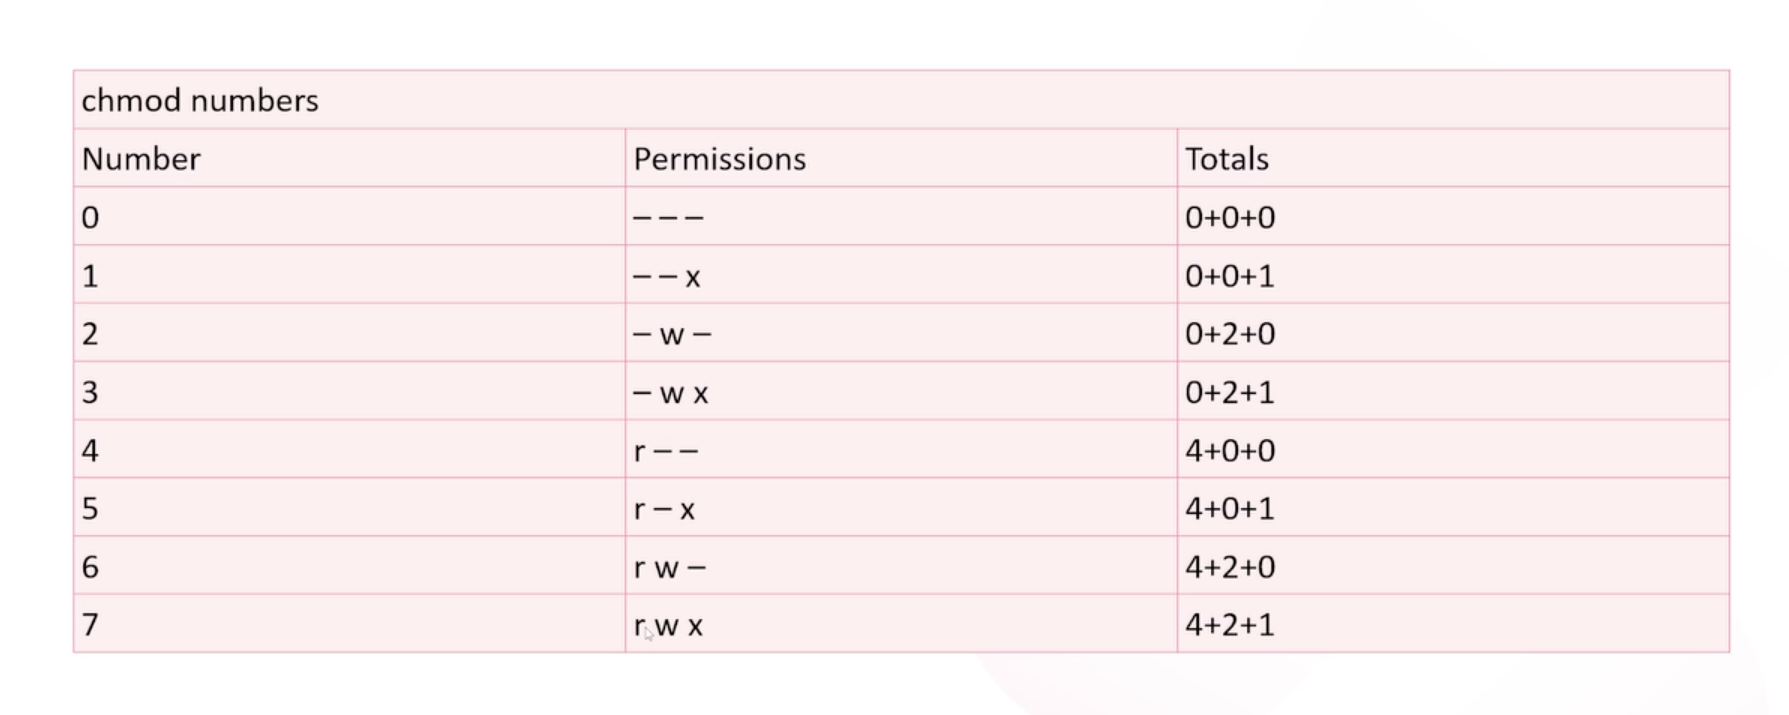 chmod numbers
Number Permissions Totals
0 – – – 0+0+0
1 – – x 0+0+1
2 – w – 0+2+0
3 – w x 0+2+1
4 r – – 4+0+0
5 r – x 4+0+1
6 r w – 4+2+0
7 r w x 4+2+1